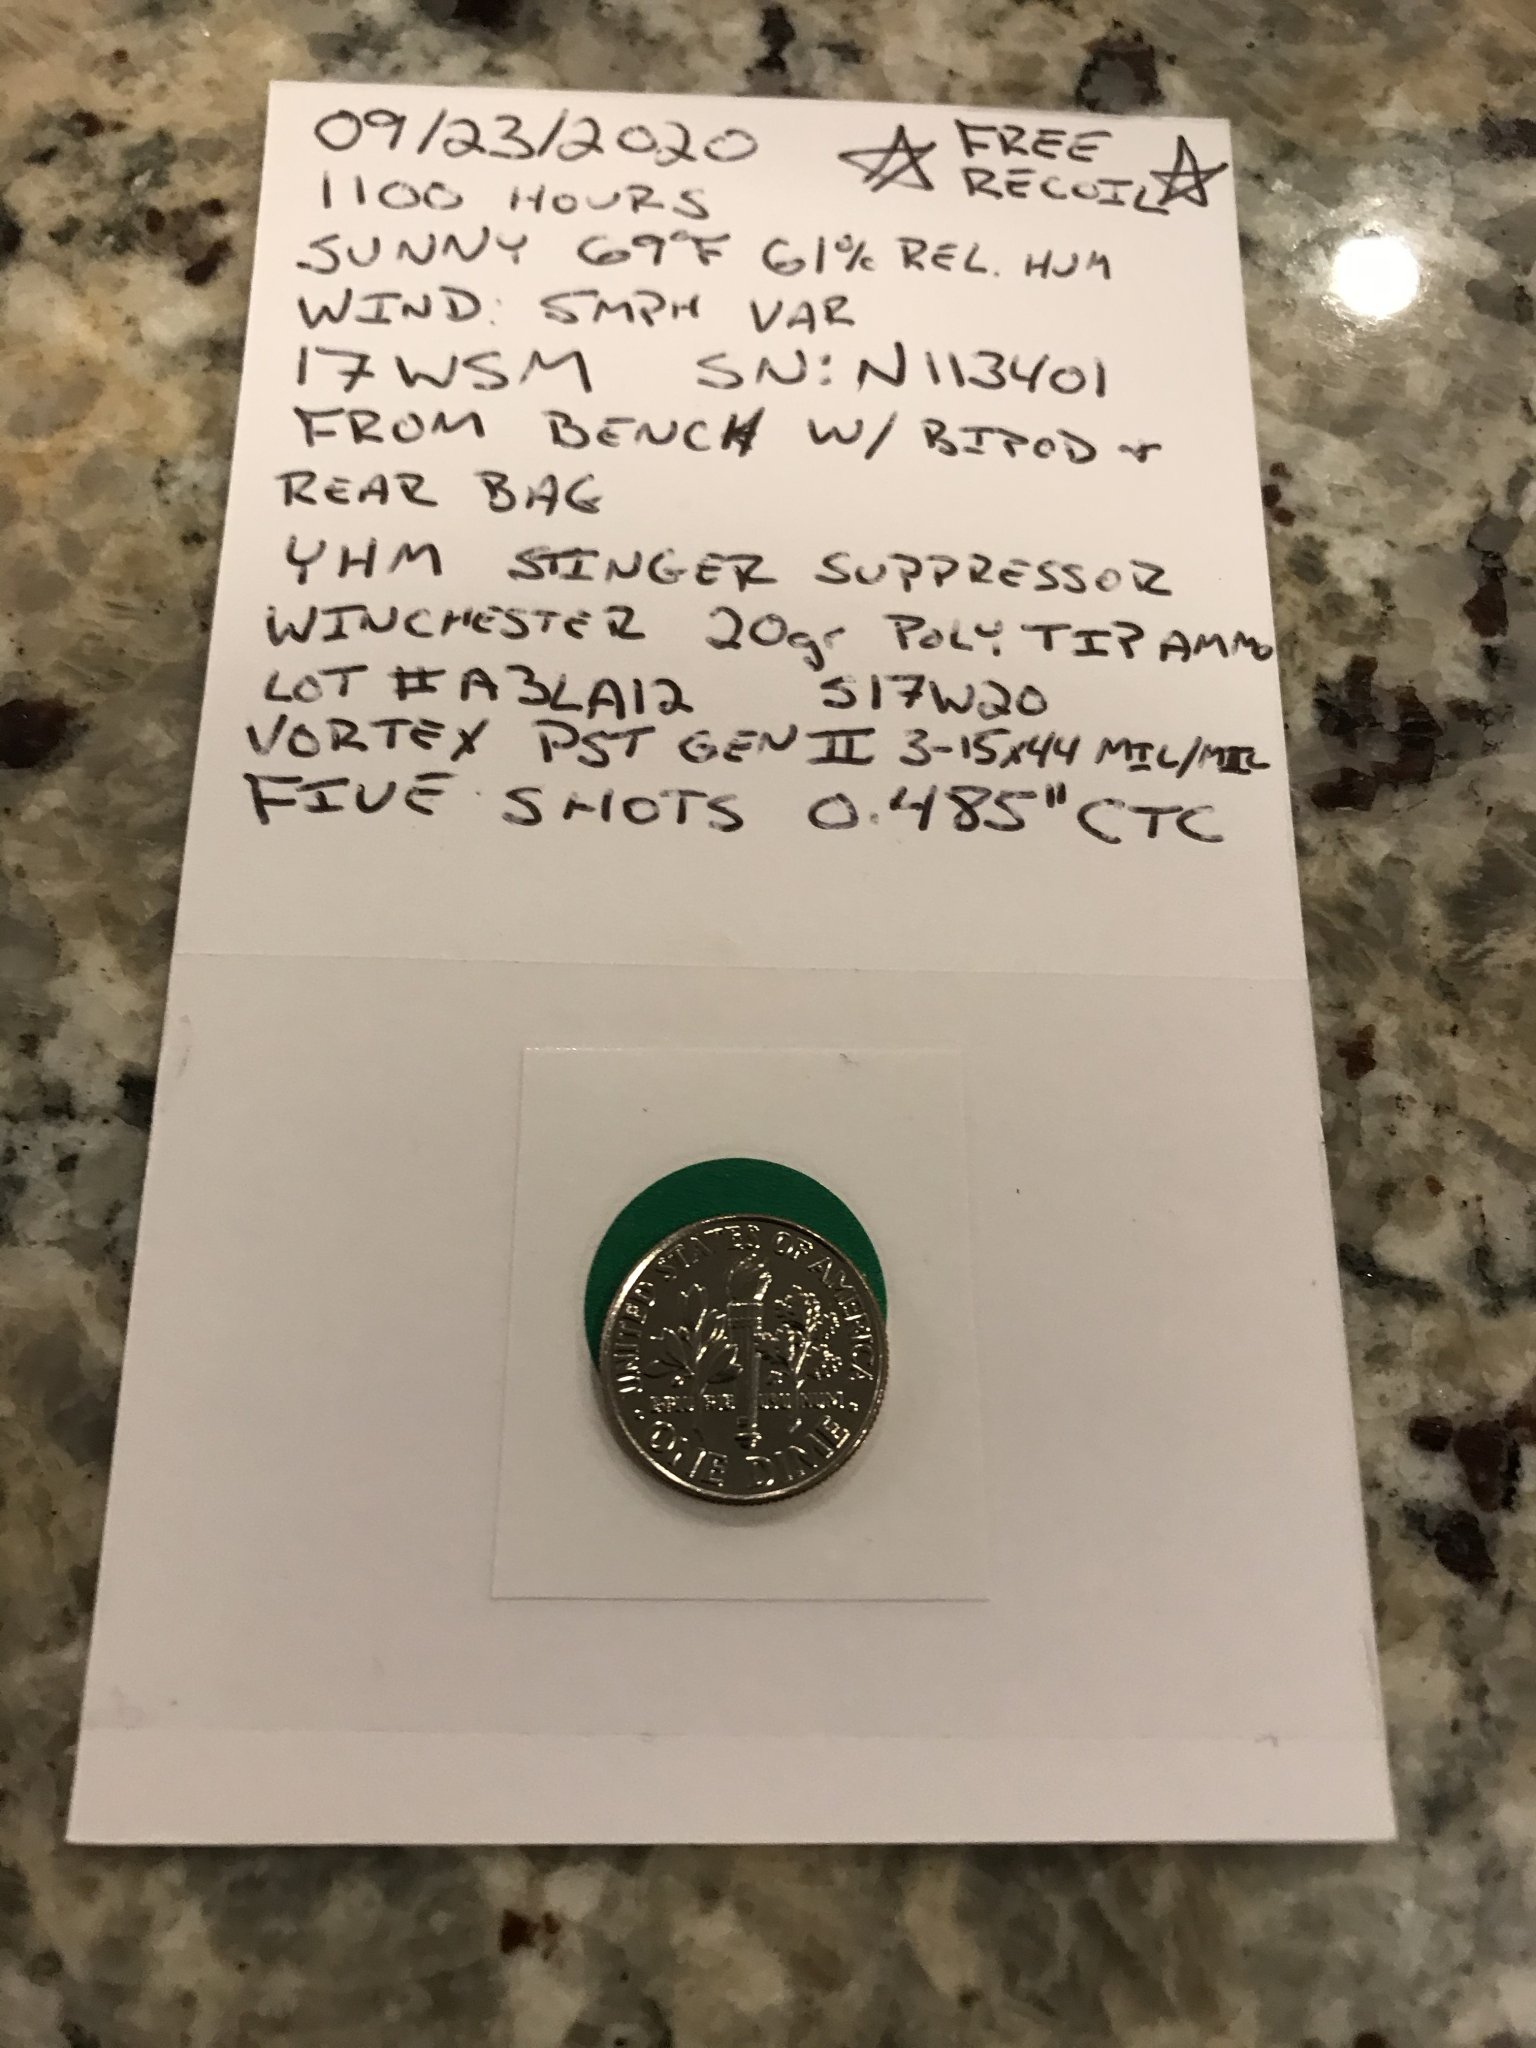 09/23/2020
☆ FREE RECOIL ☆
1100 HOURS
SUNNY 69°F 61% REL. HUM
WIND: 5MPH VAR
17WSM SN: N113401
FROM BENCH W/ BIPOD +
REAR BAG
YHM STINGER SUPPRESSOR
WINCHESTER 20gr POLY TIP AMMO
LOT #A3LA12 S17W20
VORTEX PST GEN II 3-15x44 MIL/MIL
FIVE SHOTS 0.485" CTC
UNITED STATES OF AMERICA
ONE DIME